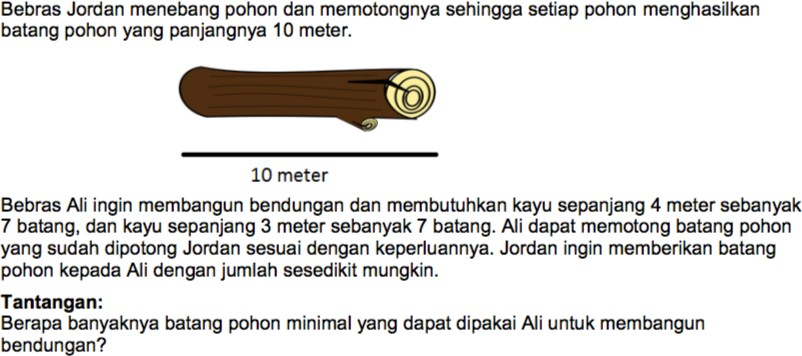 Bebras Jordan menebang pohon dan memotongnya sehingga setiap pohon menghasilkan
batang pohon yang panjangnya 10 meter.
10 meter
Bebras Ali ingin membangun bendungan dan membutuhkan kayu sepanjang 4 meter sebanyak
7 batang, dan kayu sepanjang 3 meter sebanyak 7 batang. Ali dapat memotong batang pohon
yang sudah dipotong Jordan sesuai dengan keperluannya. Jordan ingin memberikan batang
pohon kepada Ali dengan jumlah sesedikit mungkin.
Tantangan:
Berapa banyaknya batang pohon minimal yang dapat dipakai Ali untuk membangun
bendungan?